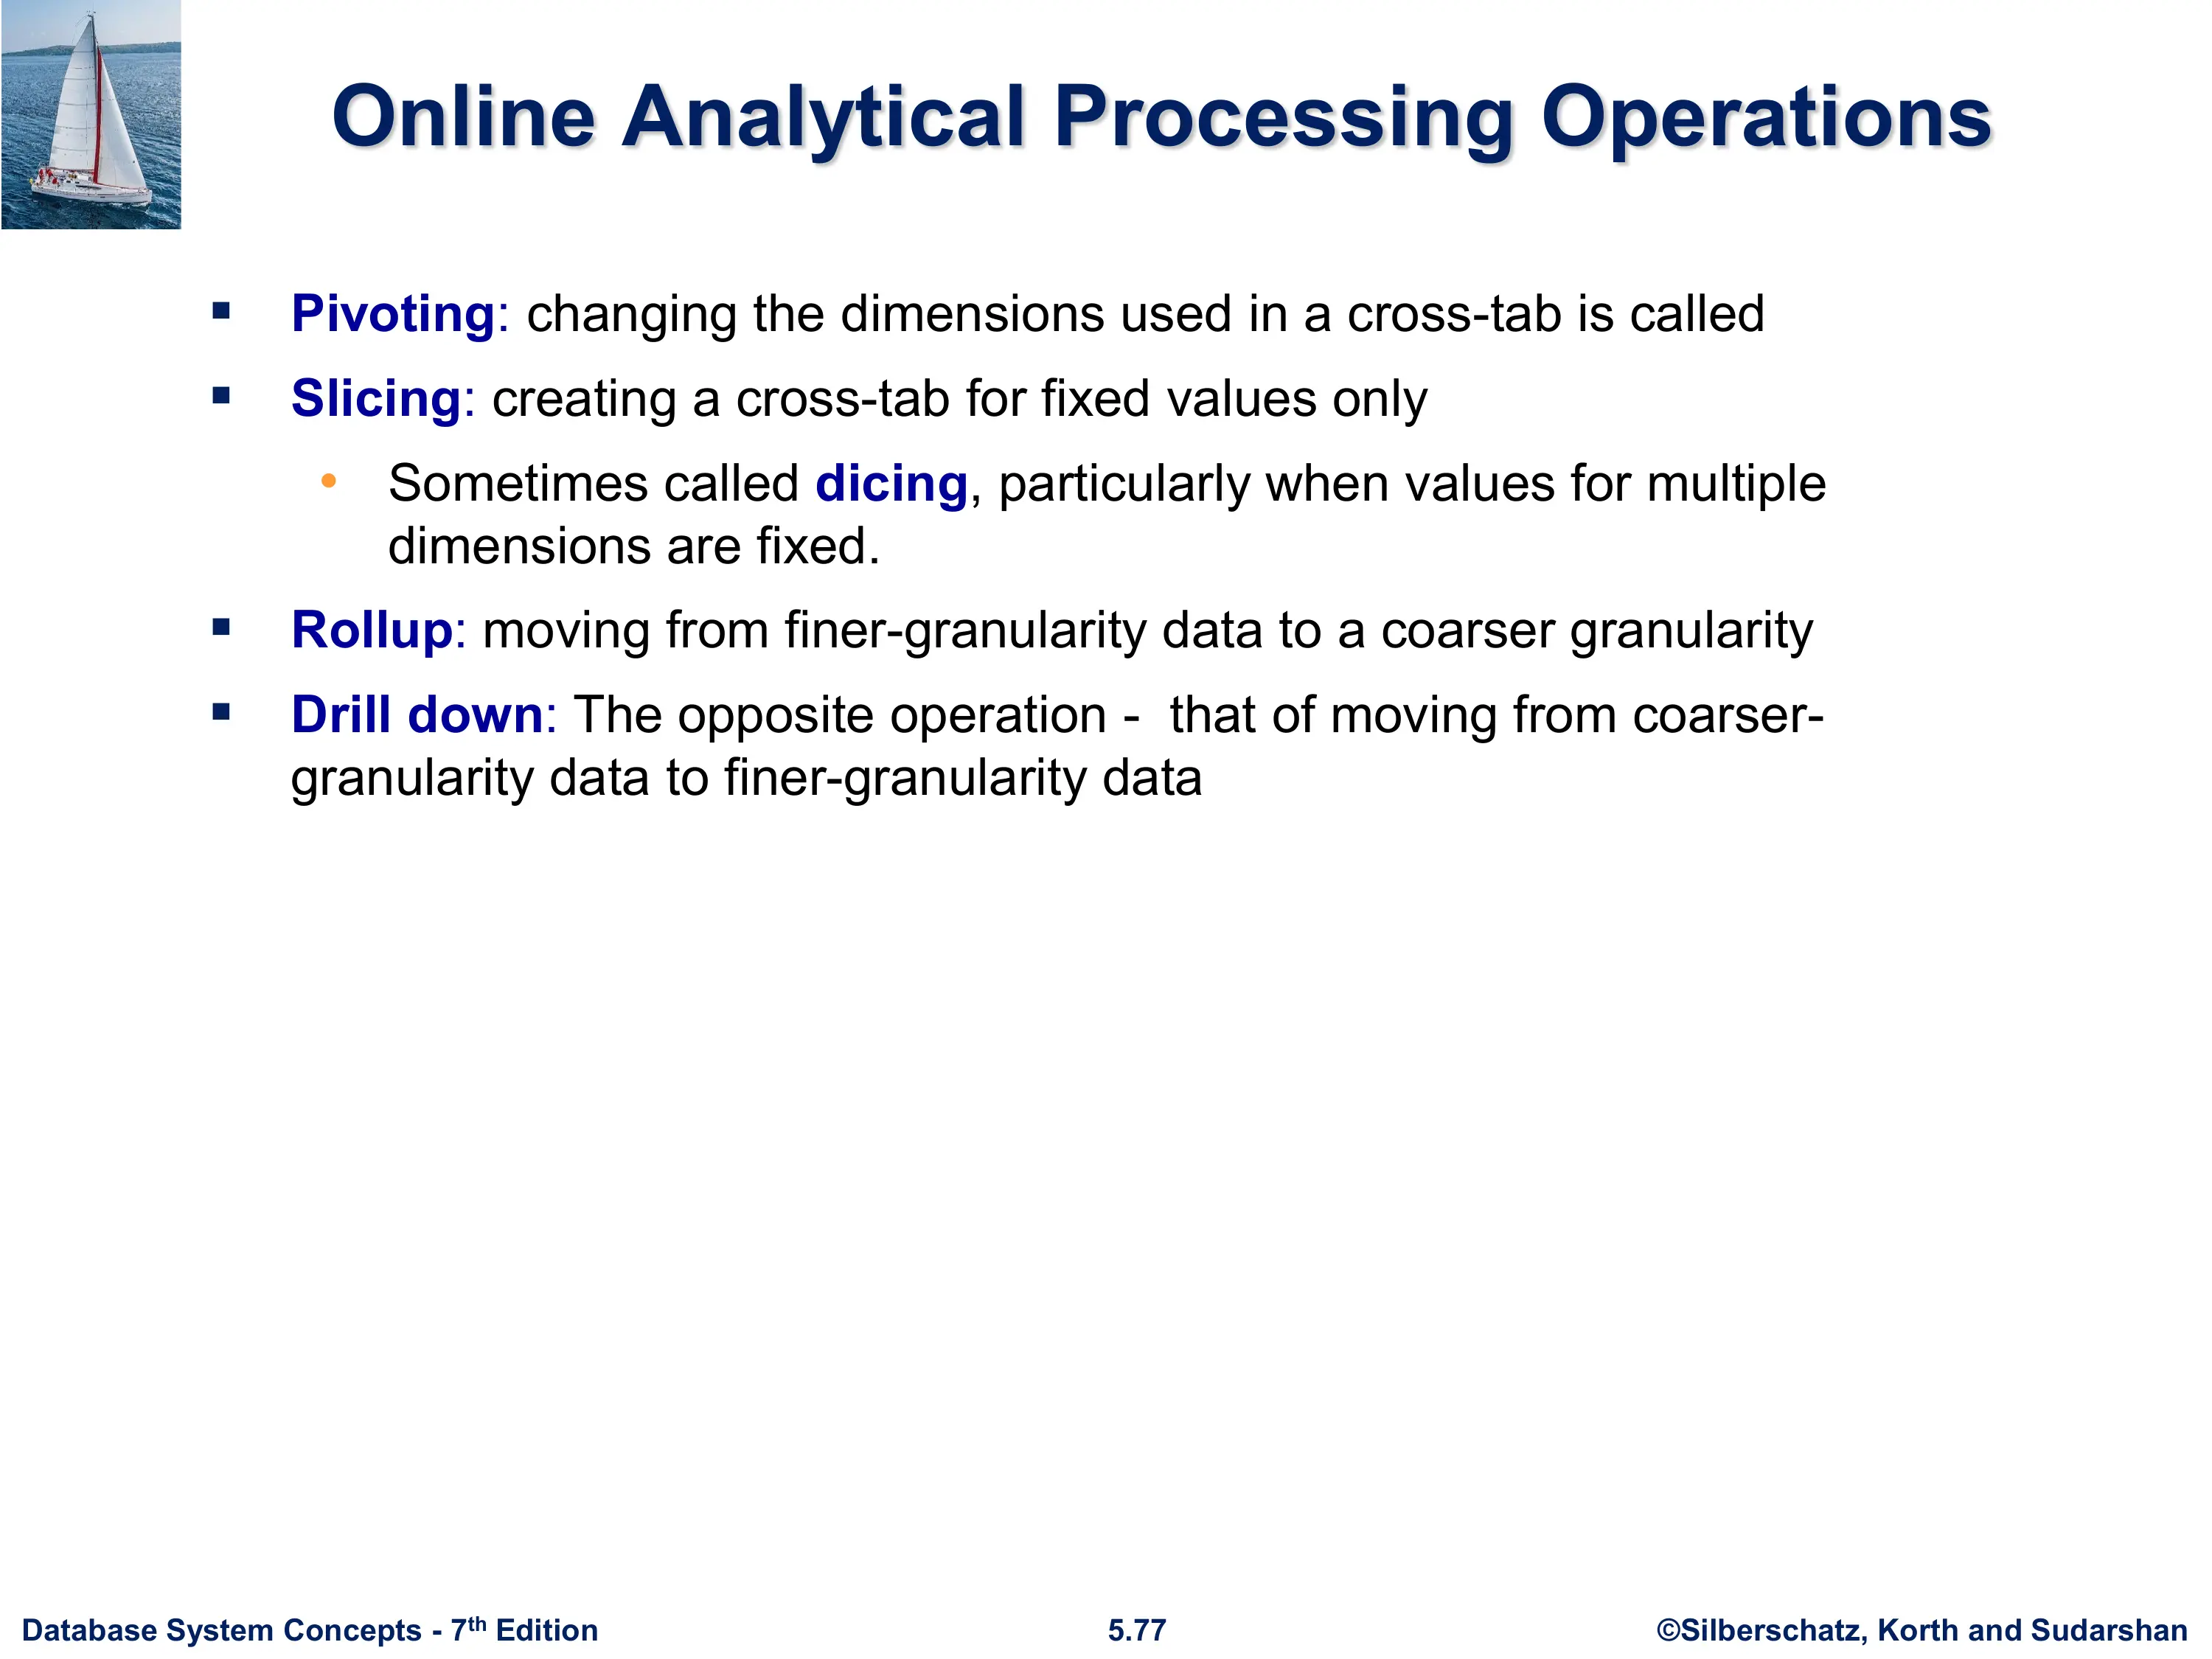 Online Analytical Processing Operations
Pivoting: changing the dimensions used in a cross-tab is called
Slicing: creating a cross-tab for fixed values only
Sometimes called dicing, particularly when values for multiple
dimensions are fixed.
Rollup: moving from finer-granularity data to a coarser granularity
Drill down: The opposite operation -  that of moving from coarser-
granularity data to finer-granularity data
Database System Concepts - 7th Edition
5.77
©Silberschatz, Korth and Sudarshan